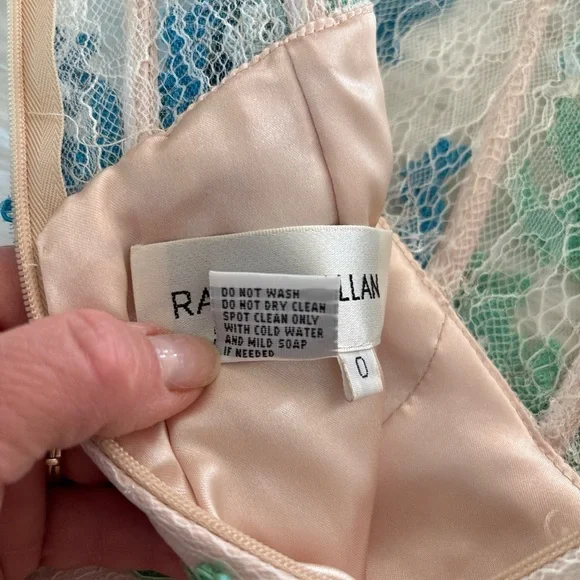 DO NOT WASH
DO NOT DRY CLEAN
SPOT CLEAN ONLY
WITH COLD WATER
AND MILD SOAP
IF NEEDED
RA LLAN
0